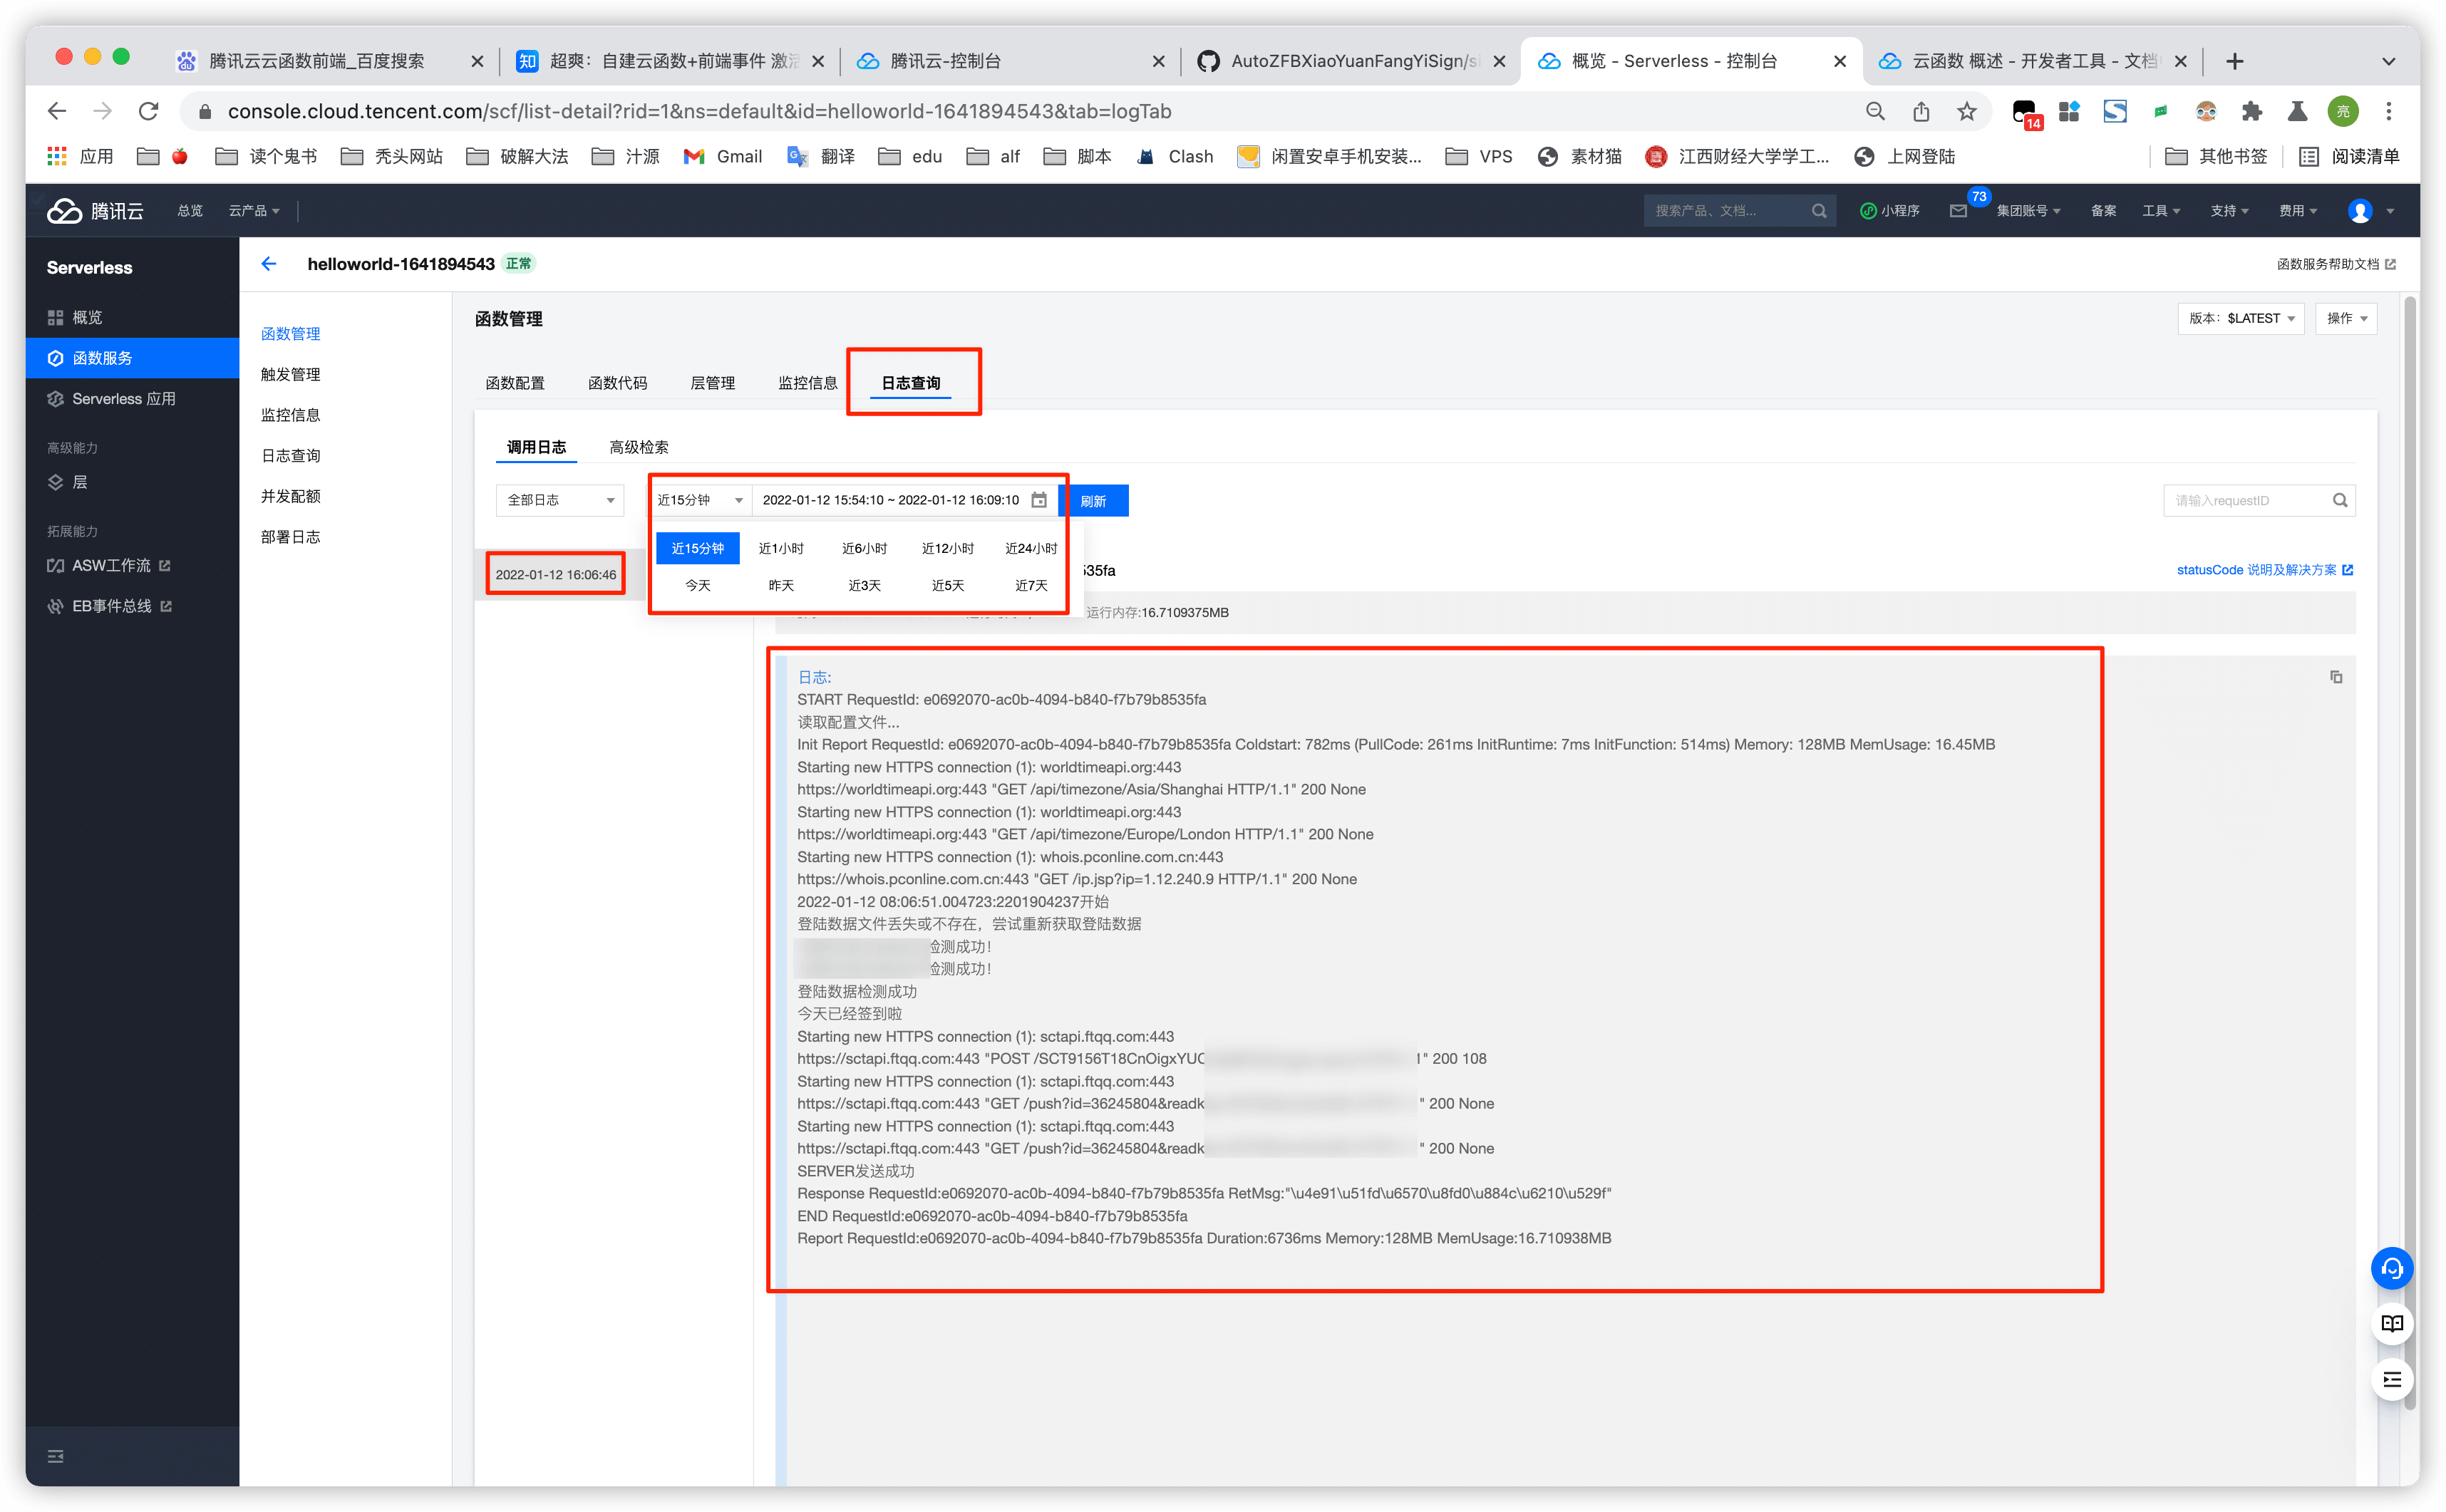 腾讯云云函数前端_百度搜索
知 超爽：自建云函数+前端事件 激活
腾讯云-控制台
AutoZFBXiaoYuanFangYiSign/si
概览 - Serverless - 控制台
云函数 概述 - 开发者工具 - 文档
console.cloud.tencent.com/scf/list-detail?rid=1&ns=default&id=helloworld-1641894543&tab=logTab
14
亮
应用 读个鬼书 秃头网站 破解大法 汁源 Gmail 翻译 edu alf 脚本 Clash 闲置安卓手机安装... VPS 素材猫 江西财经大学学工... 上网登陆 其他书签 阅读清单
腾讯云 总览 云产品 搜索产品、文档... 小程序 73 集团账号 备案 工具 支持 费用
Serverless
概览
函数服务
Serverless 应用
高级能力
层
拓展能力
ASW工作流
EB事件总线
helloworld-1641894543 正常
函数服务帮助文档
函数管理
触发管理
监控信息
日志查询
并发配额
部署日志
函数管理
版本：$LATEST 操作
函数配置 函数代码 层管理 监控信息 日志查询
调用日志 高级检索
全部日志 近15分钟 2022-01-12 15:54:10 ~ 2022-01-12 16:09:10 刷新 请输入requestID
近15分钟 近1小时 近6小时 近12小时 近24小时
今天 昨天 近3天 近5天 近7天
2022-01-12 16:06:46
535fa
statusCode 说明及解决方案
运行内存:16.7109375MB
日志:
START RequestId: e0692070-ac0b-4094-b840-f7b79b8535fa
读取配置文件...
Init Report RequestId: e0692070-ac0b-4094-b840-f7b79b8535fa Coldstart: 782ms (PullCode: 261ms InitRuntime: 7ms InitFunction: 514ms) Memory: 128MB MemUsage: 16.45MB
Starting new HTTPS connection (1): worldtimeapi.org:443
https://worldtimeapi.org:443 "GET /api/timezone/Asia/Shanghai HTTP/1.1" 200 None
Starting new HTTPS connection (1): worldtimeapi.org:443
https://worldtimeapi.org:443 "GET /api/timezone/Europe/London HTTP/1.1" 200 None
Starting new HTTPS connection (1): whois.pconline.com.cn:443
https://whois.pconline.com.cn:443 "GET /ip.jsp?ip=1.12.240.9 HTTP/1.1" 200 None
2022-01-12 08:06:51.004723:2201904237开始
登陆数据文件丢失或不存在，尝试重新获取登陆数据
检测成功！
检测成功！
登陆数据检测成功
今天已经签到啦
Starting new HTTPS connection (1): sctapi.ftqq.com:443
https://sctapi.ftqq.com:443 "POST /SCT9156T18CnOigxYUC 1" 200 108
Starting new HTTPS connection (1): sctapi.ftqq.com:443
https://sctapi.ftqq.com:443 "GET /push?id=36245804&readk " 200 None
Starting new HTTPS connection (1): sctapi.ftqq.com:443
https://sctapi.ftqq.com:443 "GET /push?id=36245804&readk " 200 None
SERVER发送成功
Response RequestId:e0692070-ac0b-4094-b840-f7b79b8535fa RetMsg:"\u4e91\u51fd\u6570\u8fd0\u884c\u6210\u529f"
END RequestId:e0692070-ac0b-4094-b840-f7b79b8535fa
Report RequestId:e0692070-ac0b-4094-b840-f7b79b8535fa Duration:6736ms Memory:128MB MemUsage:16.710938MB